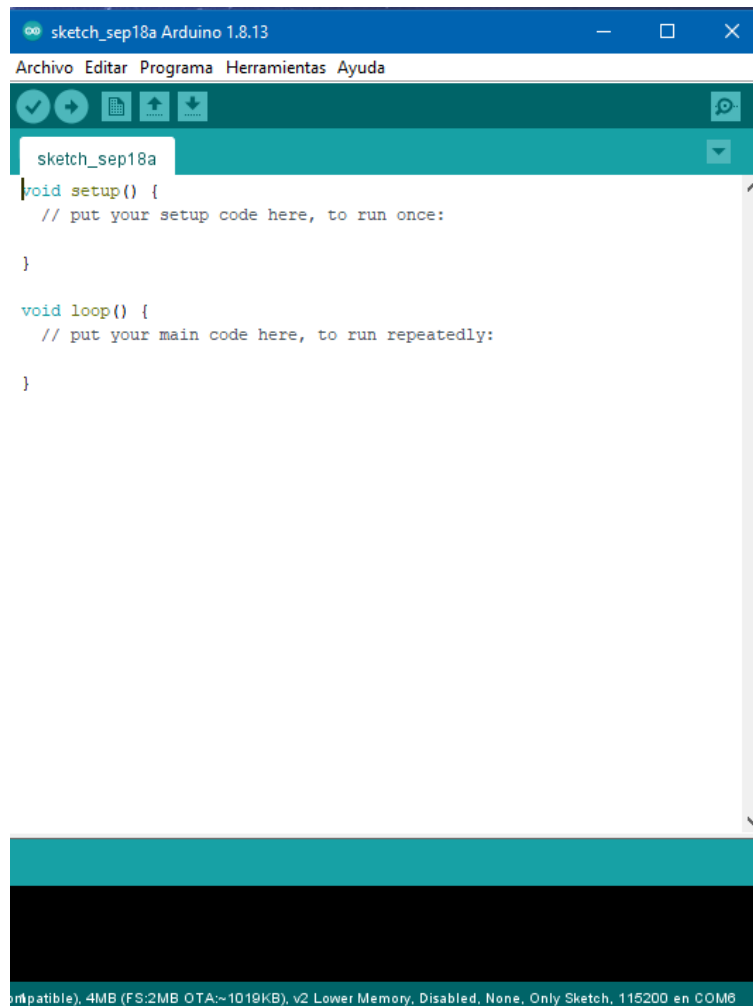 sketch_sep18a Arduino 1.8.13
Archivo Editar Programa Herramientas Ayuda
sketch_sep18a
void setup() {
// put your setup code here, to run once:
}
void loop() {
// put your main code here, to run repeatedly:
}
4MB (FS:2MB OTA:~1019KB), v2 Lower Memory, Disabled, None, Only Sketch, 115200 en COM6